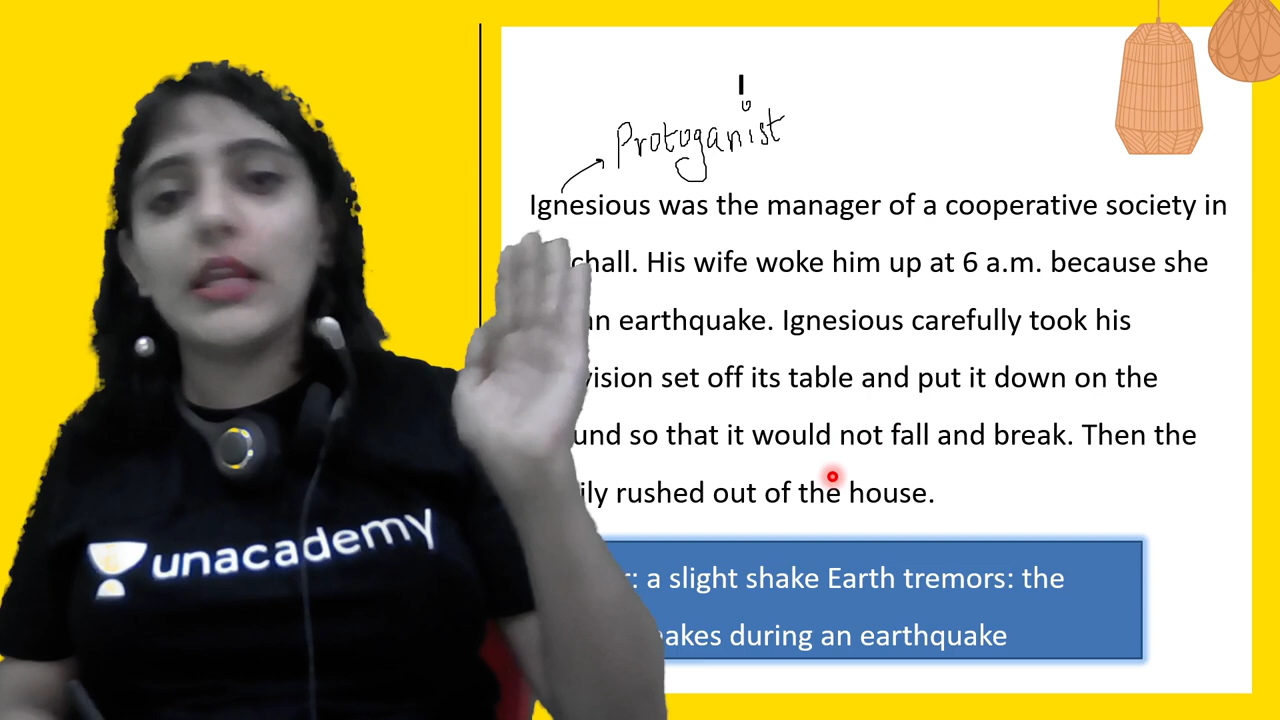 I
Protoganist
Ignesious was the manager of a cooperative society in
chall. His wife woke him up at 6 a.m. because she
an earthquake. Ignesious carefully took his
vision set off its table and put it down on the
und so that it would not fall and break. Then the
ily rushed out of the house.
: a slight shake Earth tremors: the
akes during an earthquake
unacademy